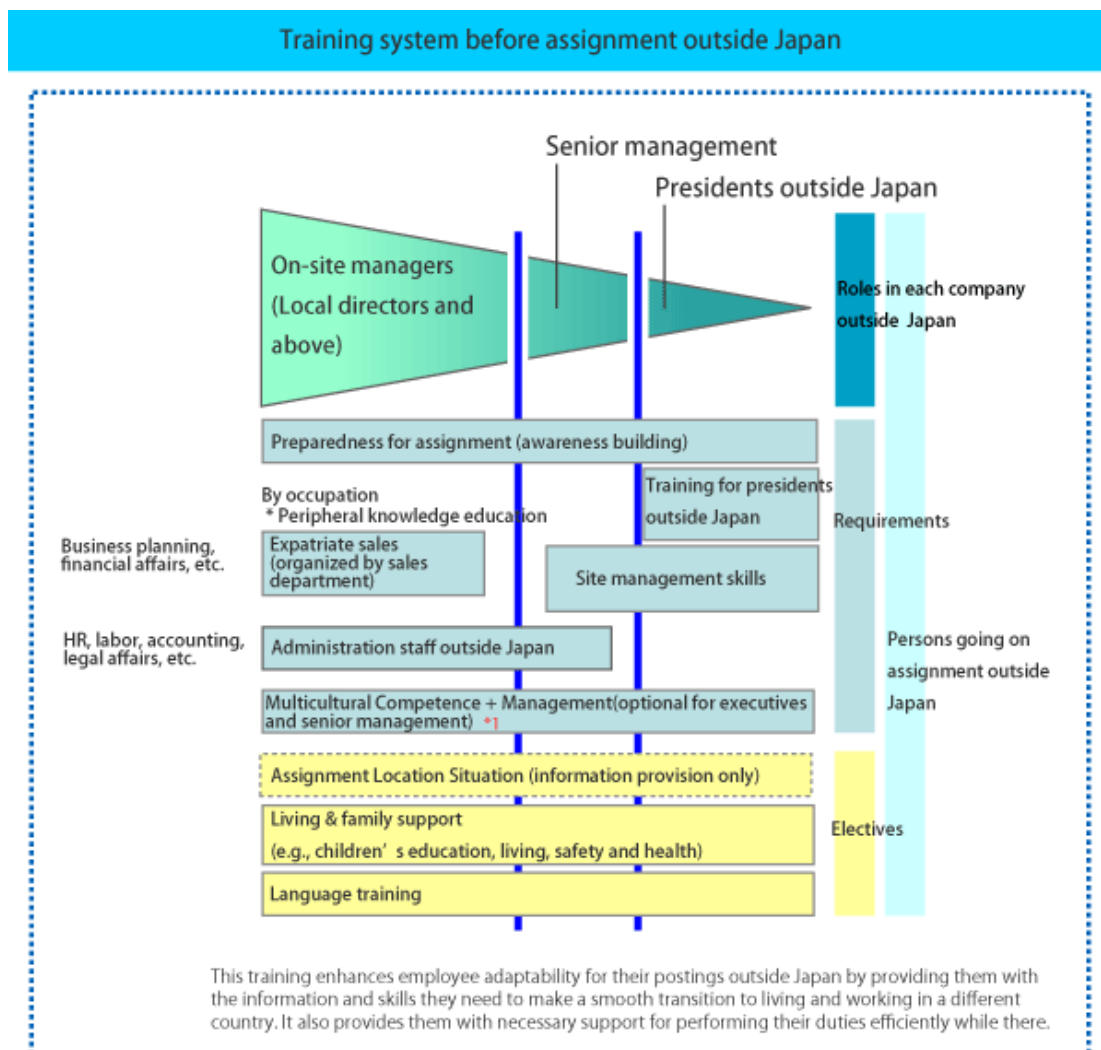 Training system before assignment outside Japan
Senior management
Presidents outside Japan
On-site managers
(Local directors and
above)
Roles in each company
outside Japan
Preparedness for assignment (awareness building)
Training for presidents
outside Japan
By occupation
* Peripheral knowledge education
Requirements
Business planning,
financial affairs, etc.
Expatriate sales
(organized by sales
department)
Site management skills
HR, labor, accounting,
legal affairs, etc.
Administration staff outside Japan
Persons going on
assignment outside
Japan
Multicultural Competence + Management(optional for executives
and senior management) *1
Assignment Location Situation (information provision only)
Living & family support
(e.g., children’s education, living, safety and health)
Electives
Language training
This training enhances employee adaptability for their postings outside Japan by providing them with
the information and skills they need to make a smooth transition to living and working in a different
country. It also provides them with necessary support for performing their duties efficiently while there.